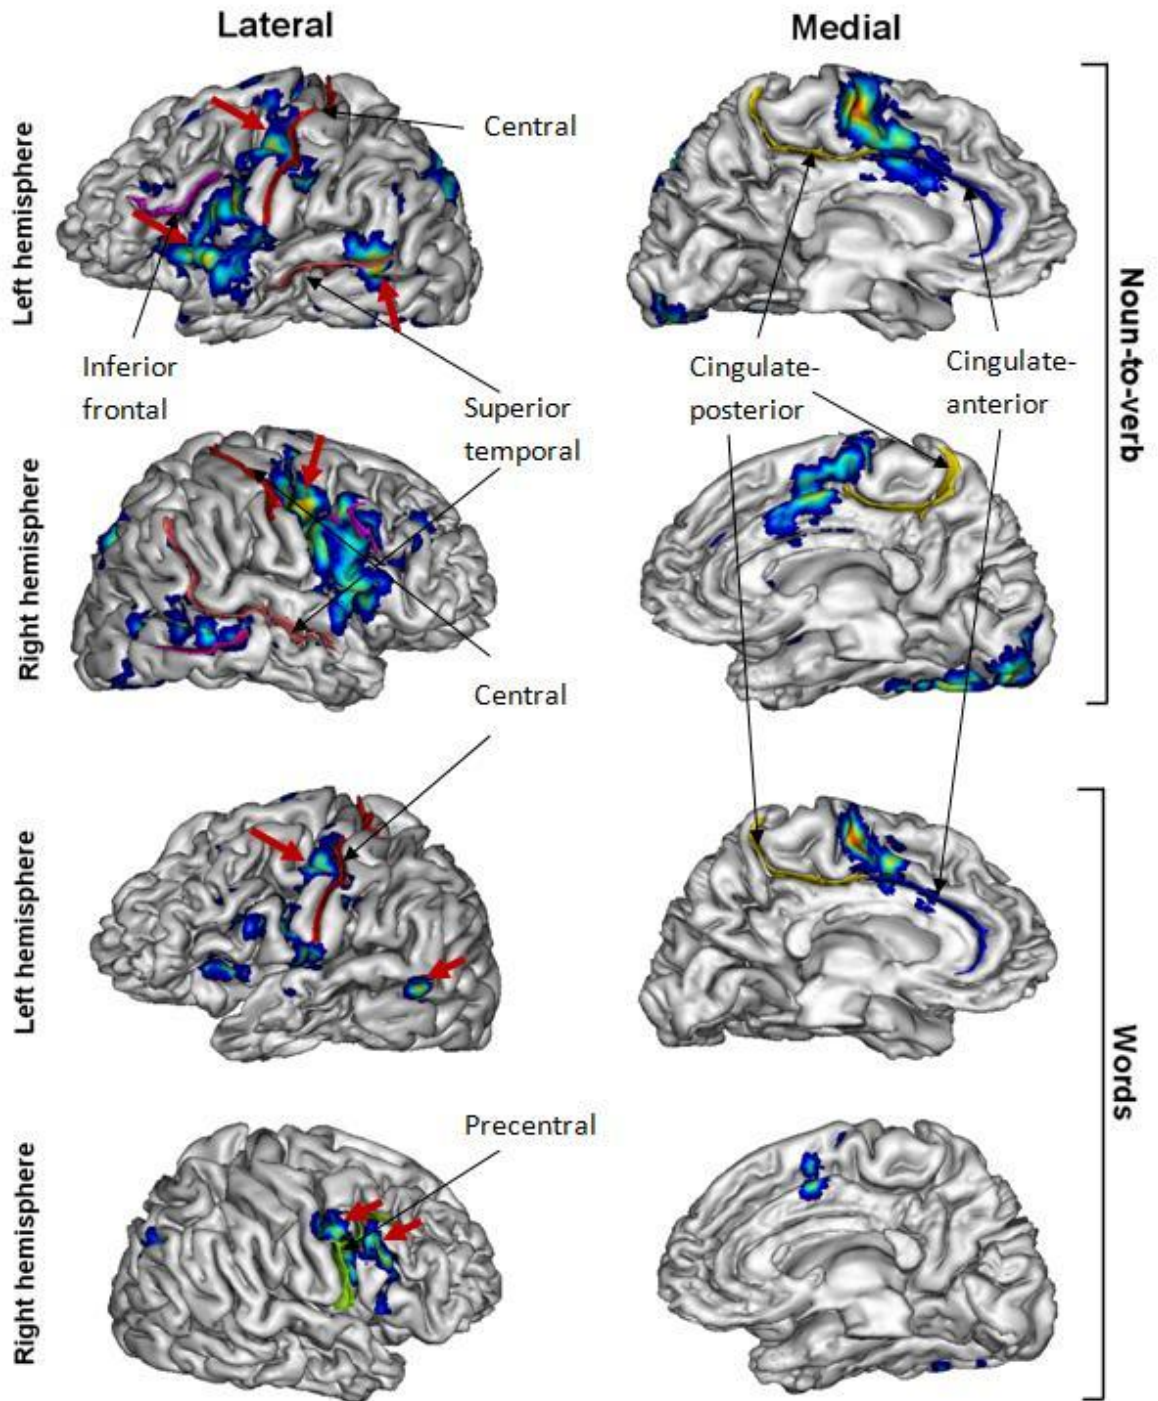 Lateral
Medial
Left hemisphere
Central
Inferior
frontal
Superior
temporal
Cingulate-
posterior
Cingulate-
anterior
Noun-to-verb
Right hemisphere
Central
Left hemisphere
Words
Precentral
Right hemisphere